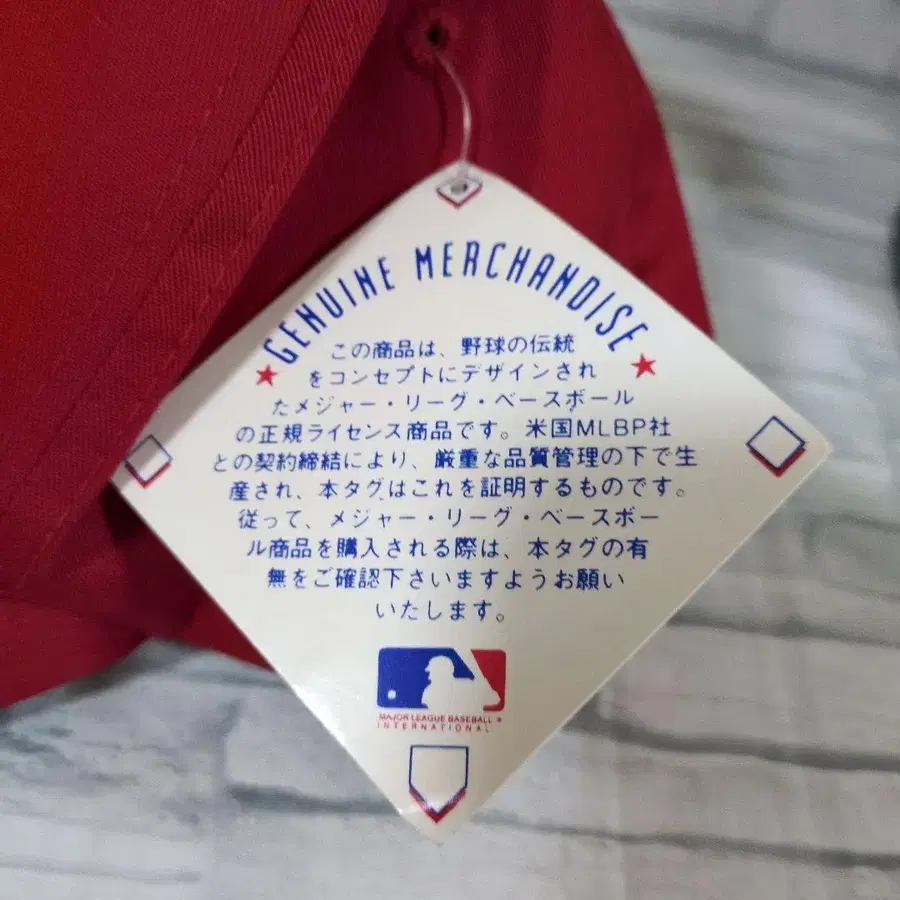 GENUINE MERCHANDISE
この商品は、野球の伝統
をコンセプトにデザインされ
たメジャー・リーグ・ベースボール
の正規ライセンス商品です。米国MLBP社
との契約締結により、厳重な品質管理の下で生
産され、本タグはこれを証明するものです。
従って、メジャー・リーグ・ベースボー
ル商品を購入される際は、本タグの有
無をご確認下さいますようお願い
いたします。
MAJOR LEAGUE BASEBALL
INTERNATIONAL